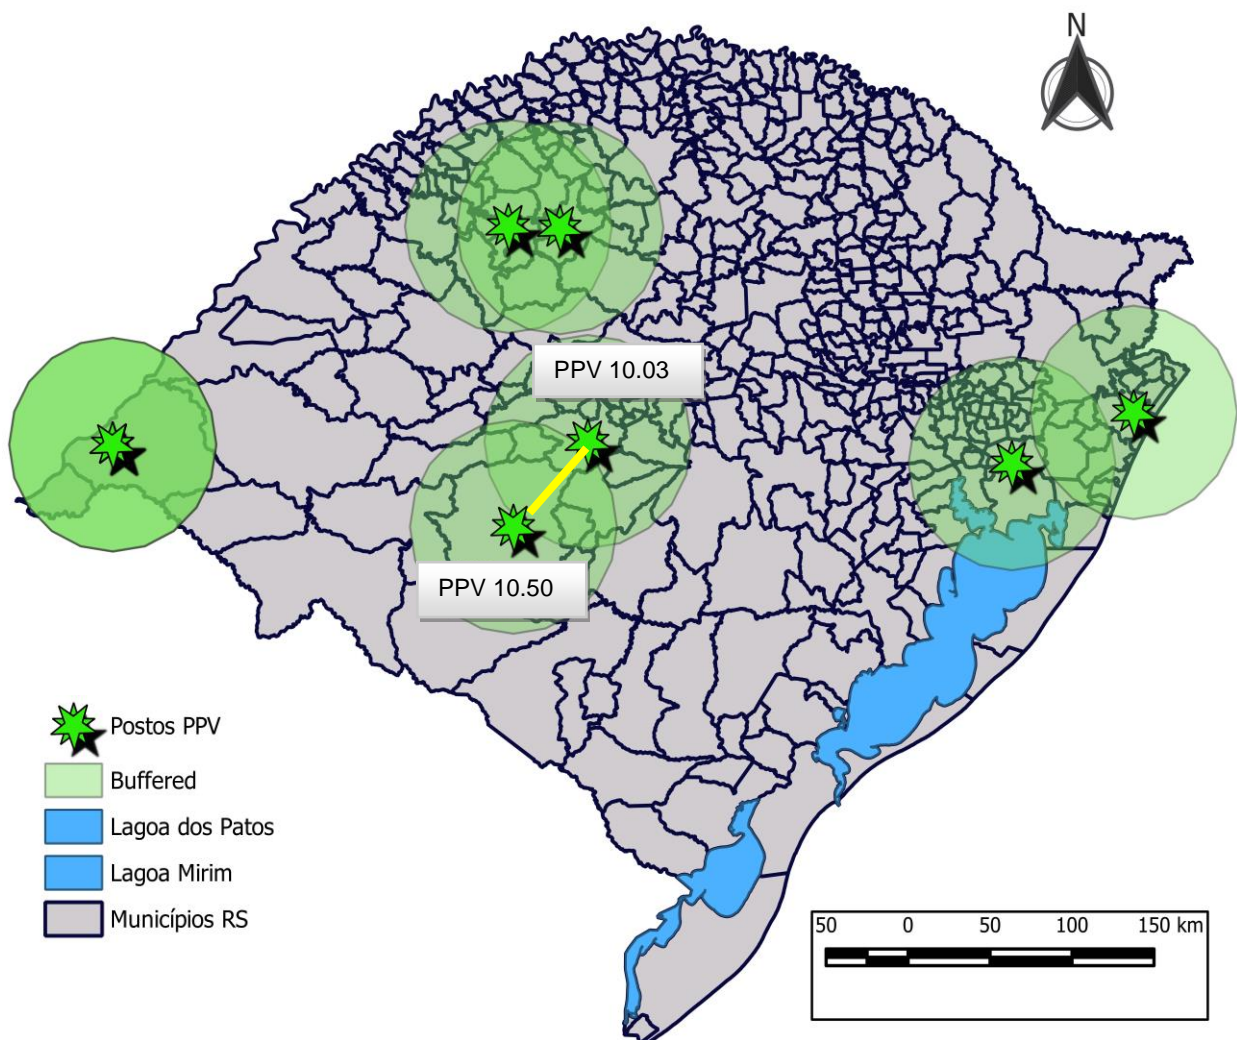 N
PPV 10.03
PPV 10.50
Postos PPV
Buffered
Lagoa dos Patos
Lagoa Mirim
Municípios RS
50 0 50 100 150 km